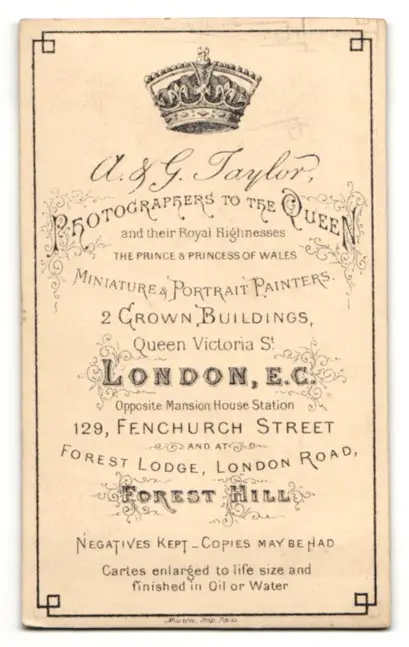 A. & G. Taylor,
PHOTOGRAPHERS TO THE QUEEN
and their Royal Highnesses
THE PRINCE & PRINCESS OF WALES
MINIATURE & PORTRAIT PAINTERS.
2 CROWN BUILDINGS,
Queen Victoria St
LONDON, E.C.
Opposite Mansion House Station
129, FENCHURCH STREET
AND AT
FOREST LODGE, LONDON ROAD,
FOREST HILL
NEGATIVES KEPT _ COPIES MAY BE HAD
Cartes enlarged to life size and
finished in Oil or Water
Imp. Paris